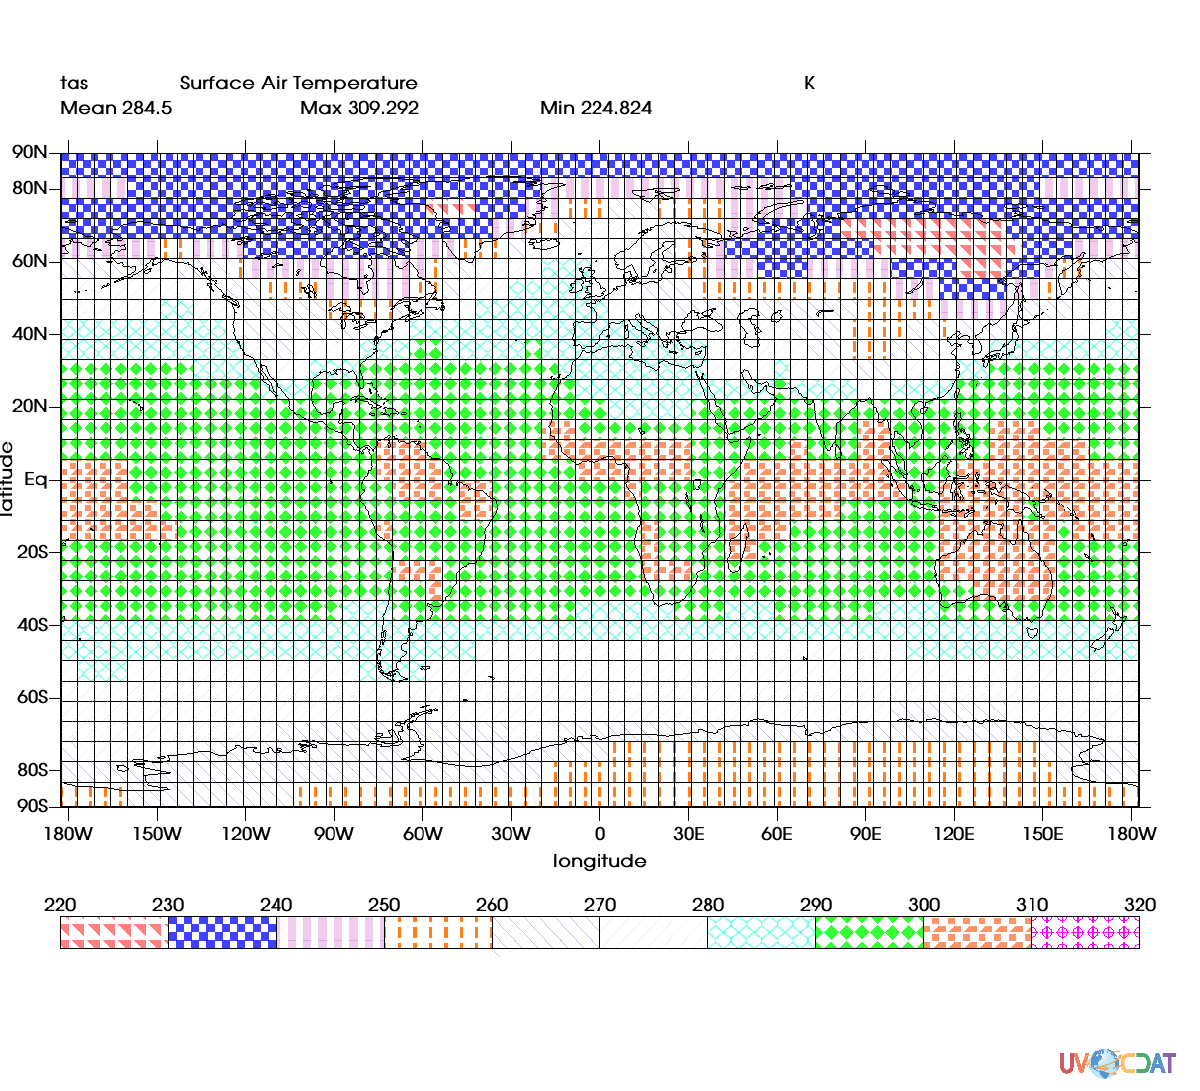 tas Surface Air Temperature K
Mean 284.5 Max 309.292 Min 224.824
90N
80N
60N
40N
20N
Eq
20S
40S
60S
80S
90S
latitude
180W 150W 120W 90W 60W 30W 0 30E 60E 90E 120E 150E 180W
longitude
220 230 240 250 260 270 280 290 300 310 320
UV CDAT